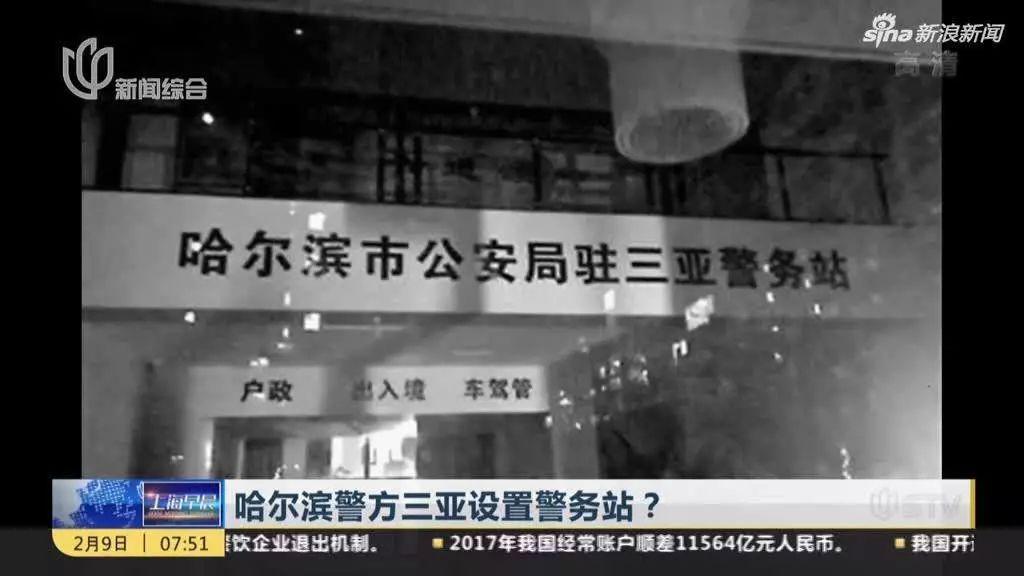 sina新浪新闻
新闻综合
高清
哈尔滨市公安局驻三亚警务站
户政 出入境 车驾管
上海早晨
哈尔滨警方三亚设置警务站？
STV
2月9日 07:51 饮企业退出机制。 2017年我国经常账户顺差11564亿元人民币。 我国开